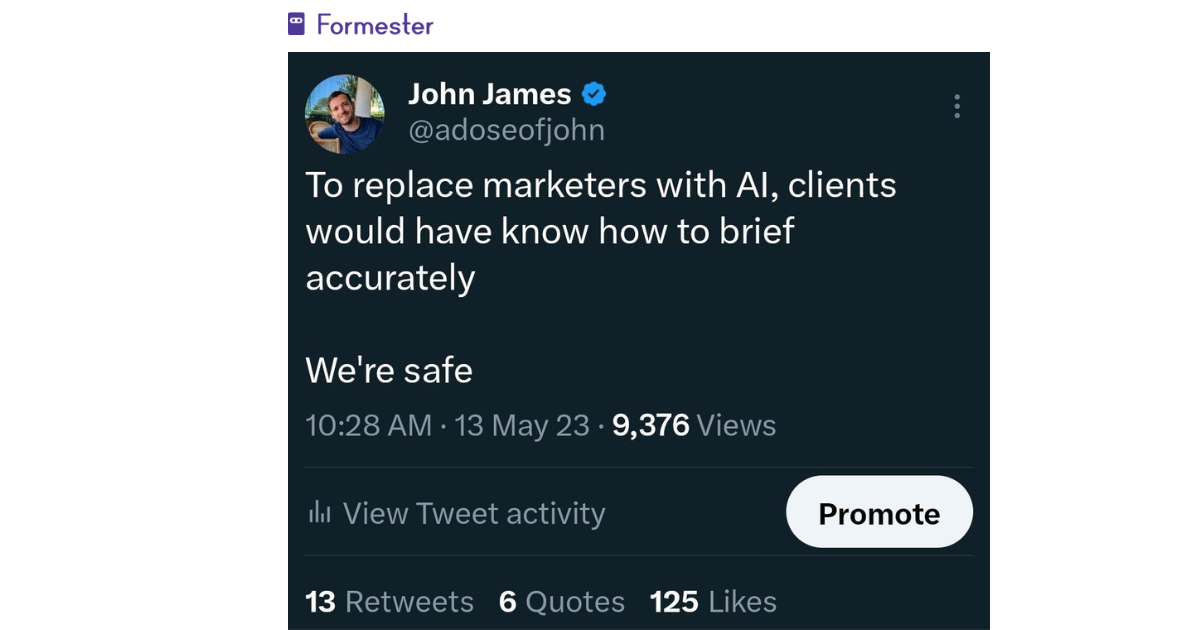 Formester
John James
@adoseofjohn
To replace marketers with AI, clients
would have know how to brief
accurately
We're safe
10:28 AM · 13 May 23 · 9,376 Views
View Tweet activity
Promote
13 Retweets 6 Quotes 125 Likes